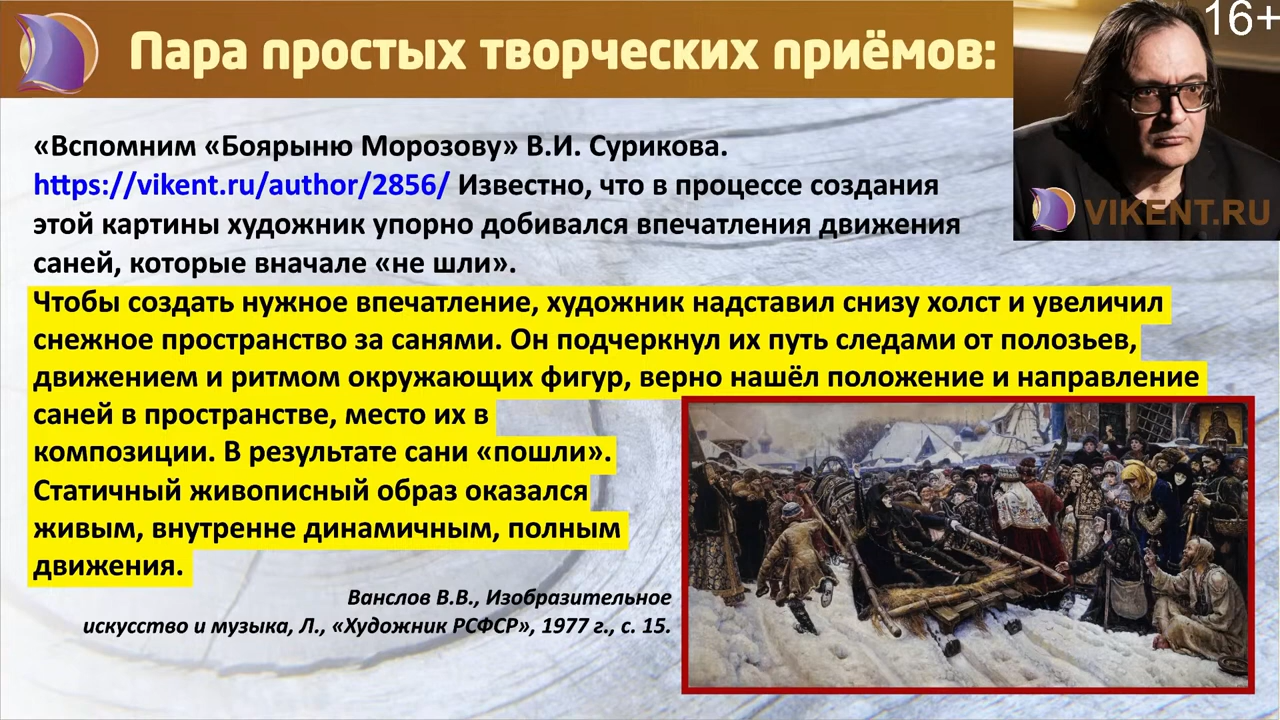 Пара простых творческих приёмов:
16+
VIKENT.RU
«Вспомним «Боярыню Морозову» В.И. Сурикова.
https://vikent.ru/author/2856/ Известно, что в процессе создания
этой картины художник упорно добивался впечатления движения
саней, которые вначале «не шли».
Чтобы создать нужное впечатление, художник надставил снизу холст и увеличил
снежное пространство за санями. Он подчеркнул их путь следами от полозьев,
движением и ритмом окружающих фигур, верно нашёл положение и направление
саней в пространстве, место их в
композиции. В результате сани «пошли».
Статичный живописный образ оказался
живым, внутренне динамичным, полным
движения.
Ванслов В.В., Изобразительное
искусство и музыка, Л., «Художник РСФСР», 1977 г., с. 15.